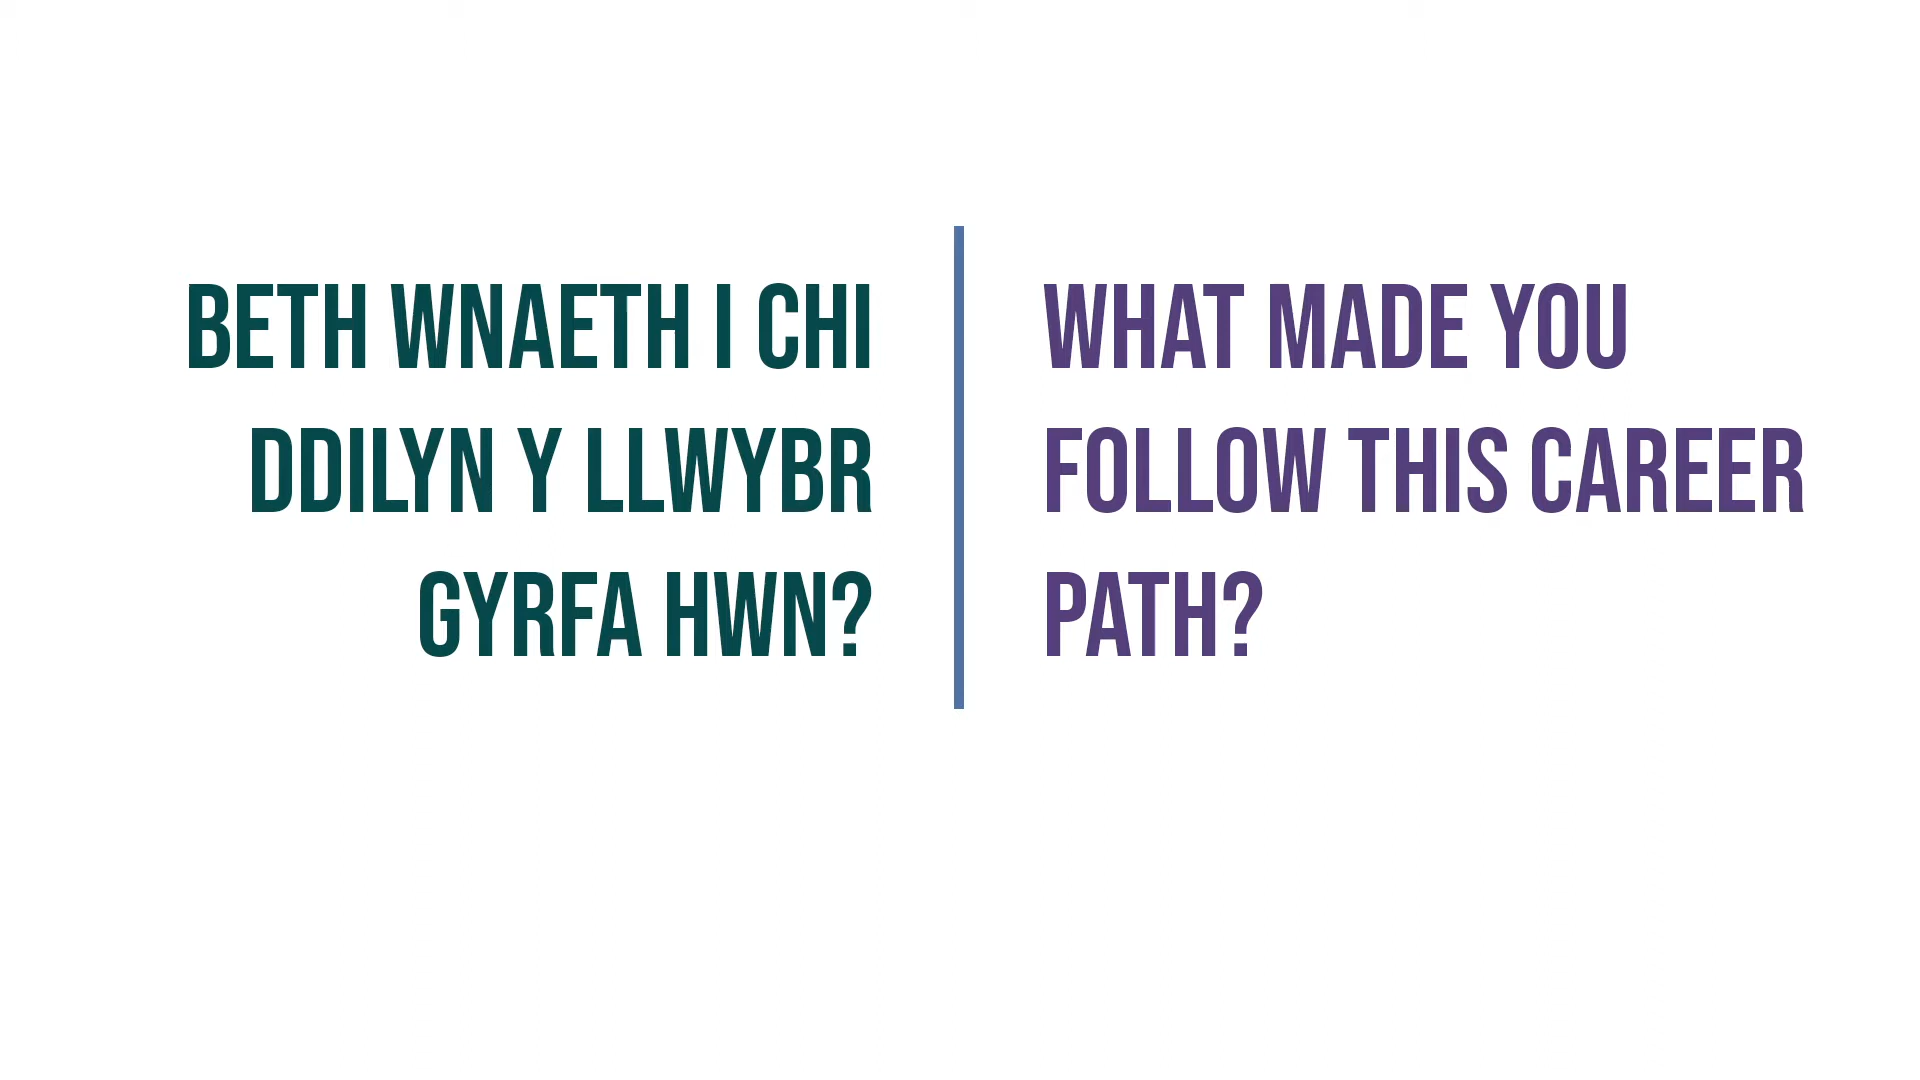 BETH WNAETH I CHI
DDILYN Y LLWYBR
GYRFA HWN?
WHAT MADE YOU
FOLLOW THIS CAREER
PATH?